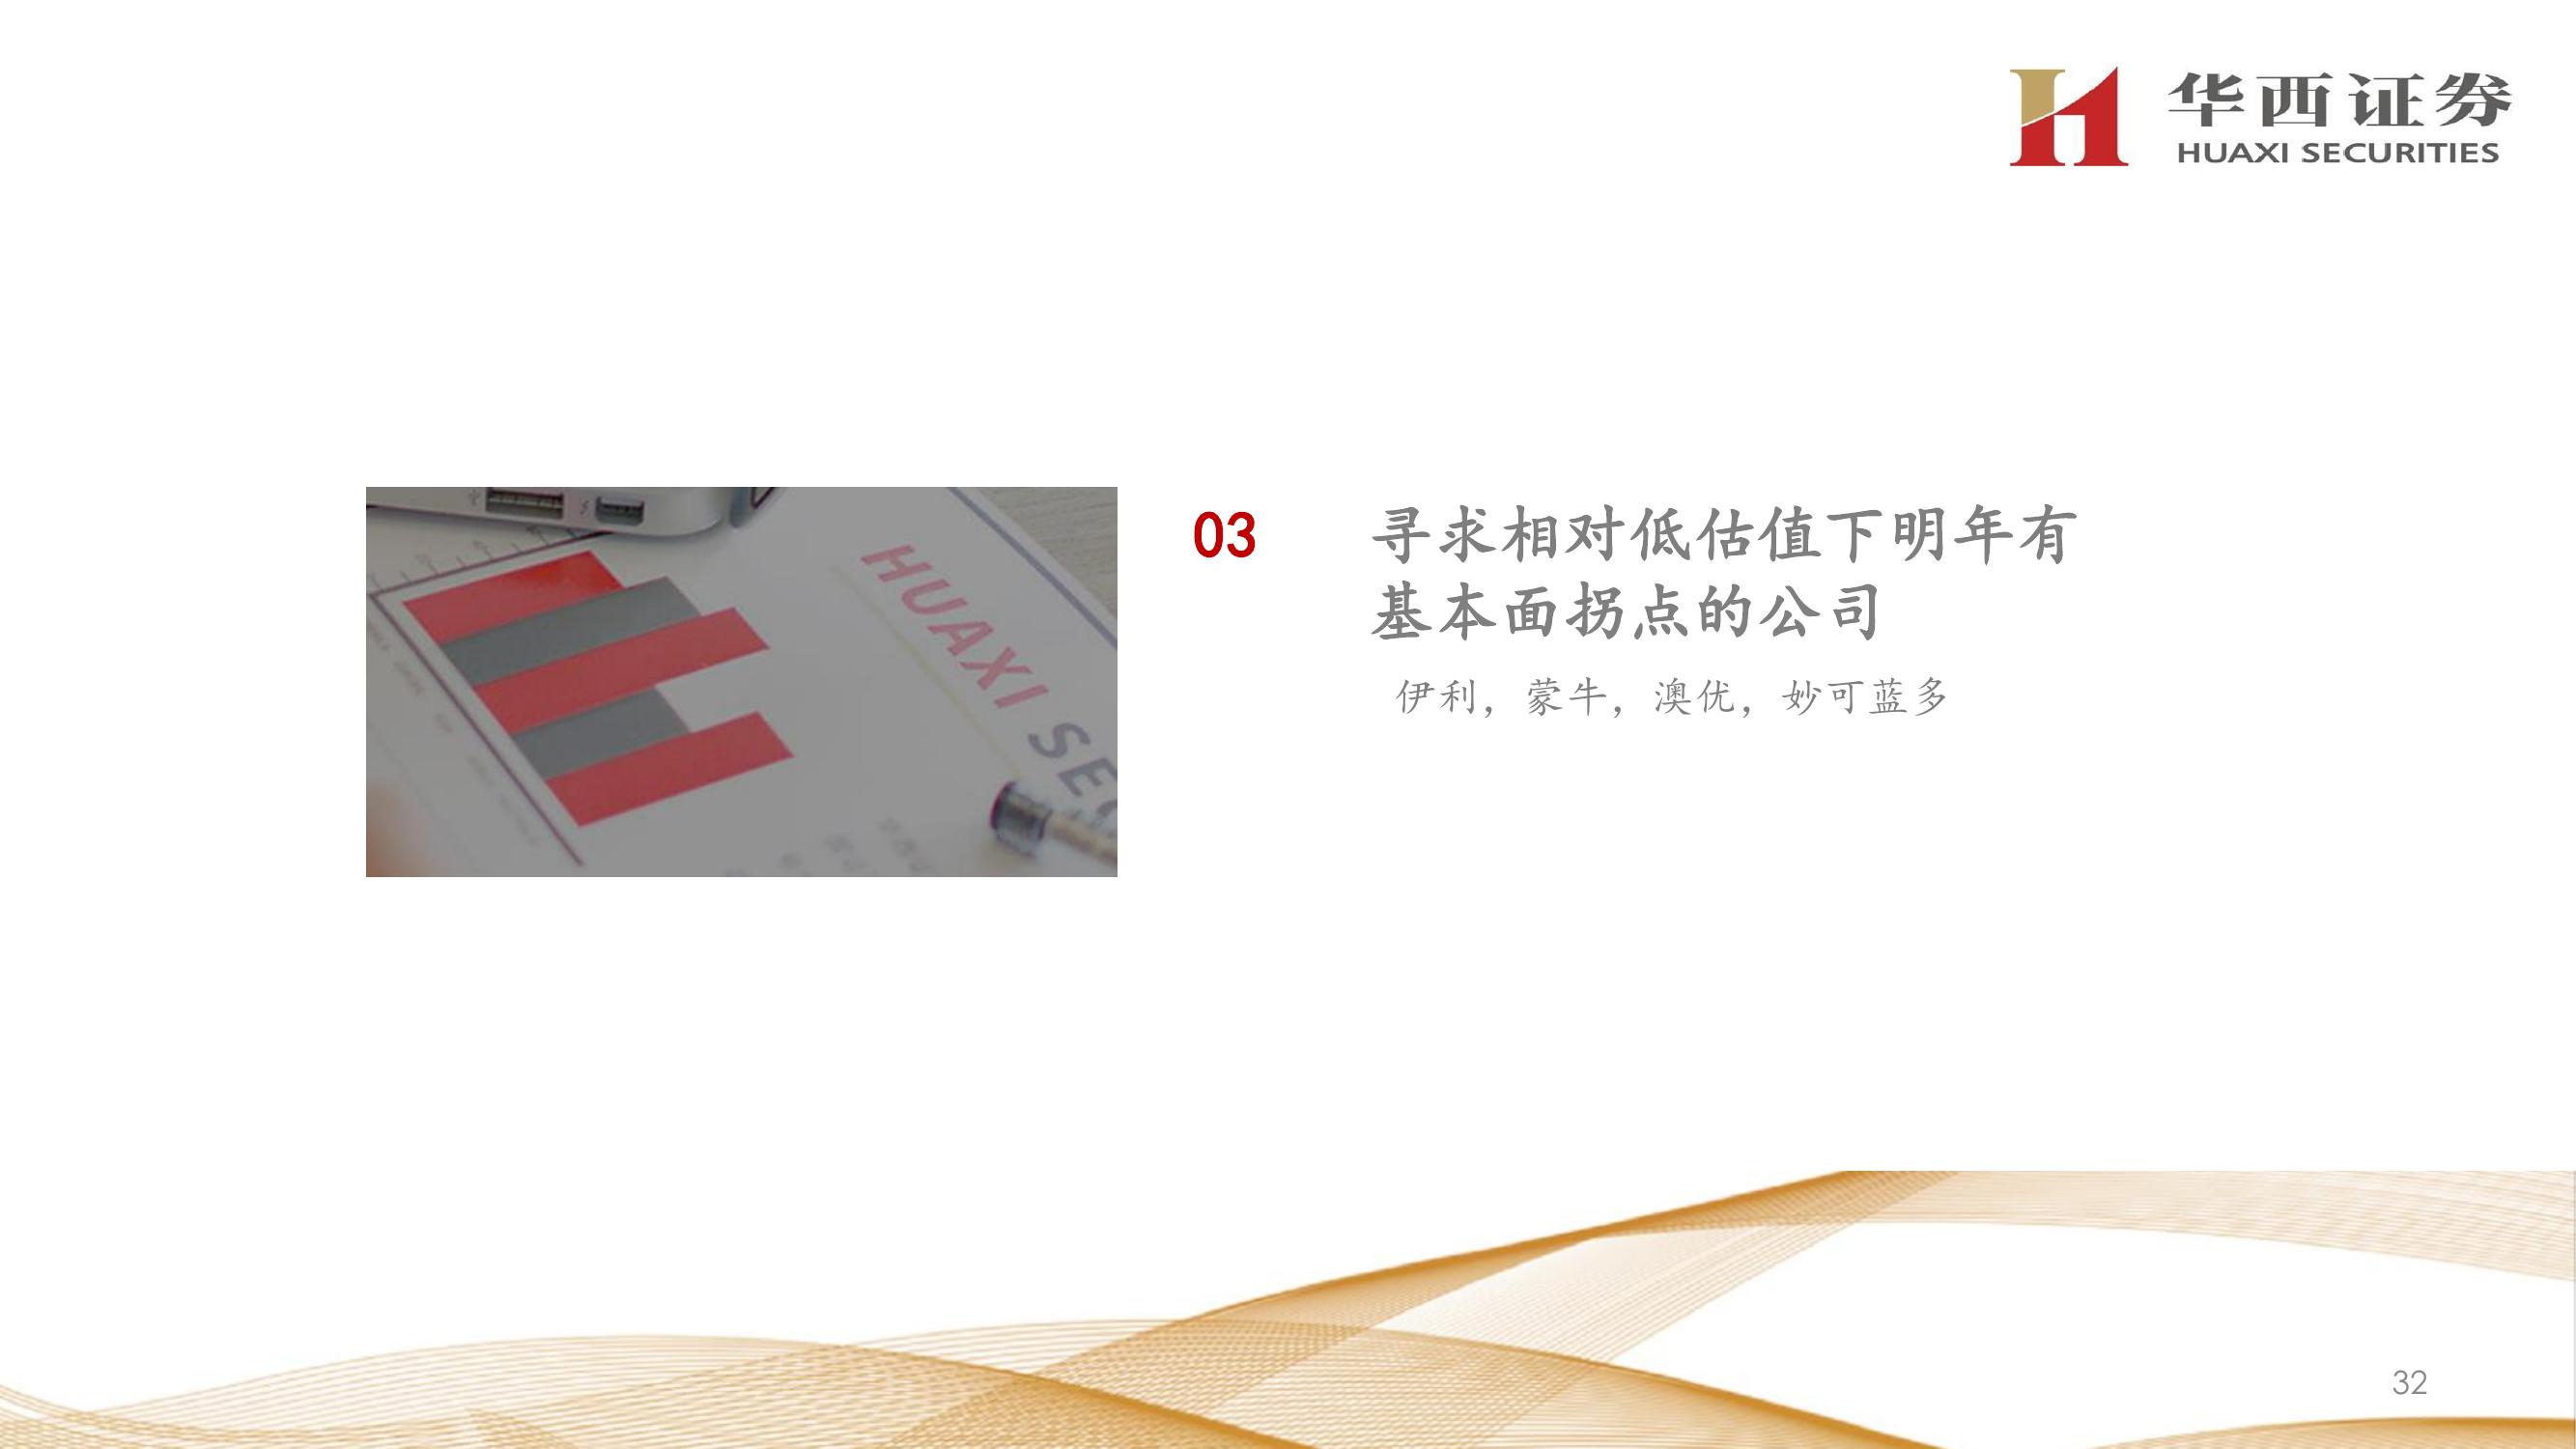 华西证券
HUAXI SECURITIES
HUAXI SEC
03
寻求相对低估值下明年有
基本面拐点的公司
伊利，蒙牛，澳优，妙可蓝多
32